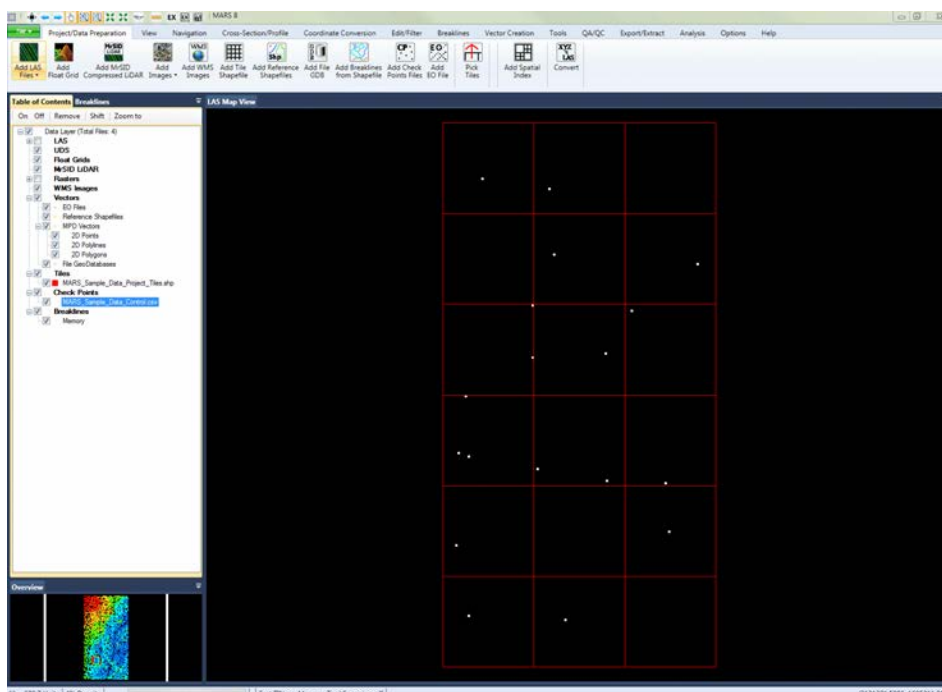 EX
MARS 8
Project/Data Preparation View Navigation Cross-Section/Profile Coordinate Conversion Edit/Filter Breaklines Vector Creation Tools QA/QC Export/Extract Analysis Options Help
Add LAS Files Add Float Grid Add MrSID Compressed LiDAR Add Images Add WMS Images Add Tile Shapefile Add Reference Shapefiles Add File GDB Add Breaklines from Shapefile Add Check Points Files Add EO File Pick Tiles Add Spatial Index Convert
Table of Contents Breaklines LAS Map View
On Off Remove Shift Zoom to
Data Layer (Total Files: 4)
LAS
UDS
Float Grids
MrSID LiDAR
Rasters
WMS Images
Vectors
EO Files
Reference Shapefiles
MPD Vectors
2D Points
2D Polylines
2D Polygons
File GeoDatabases
Tiles
MARS_Sample_Data_Project_Tiles.shp
Check Points
MARS_Sample_Data_Control.csv
Breaklines
Memory
Overview